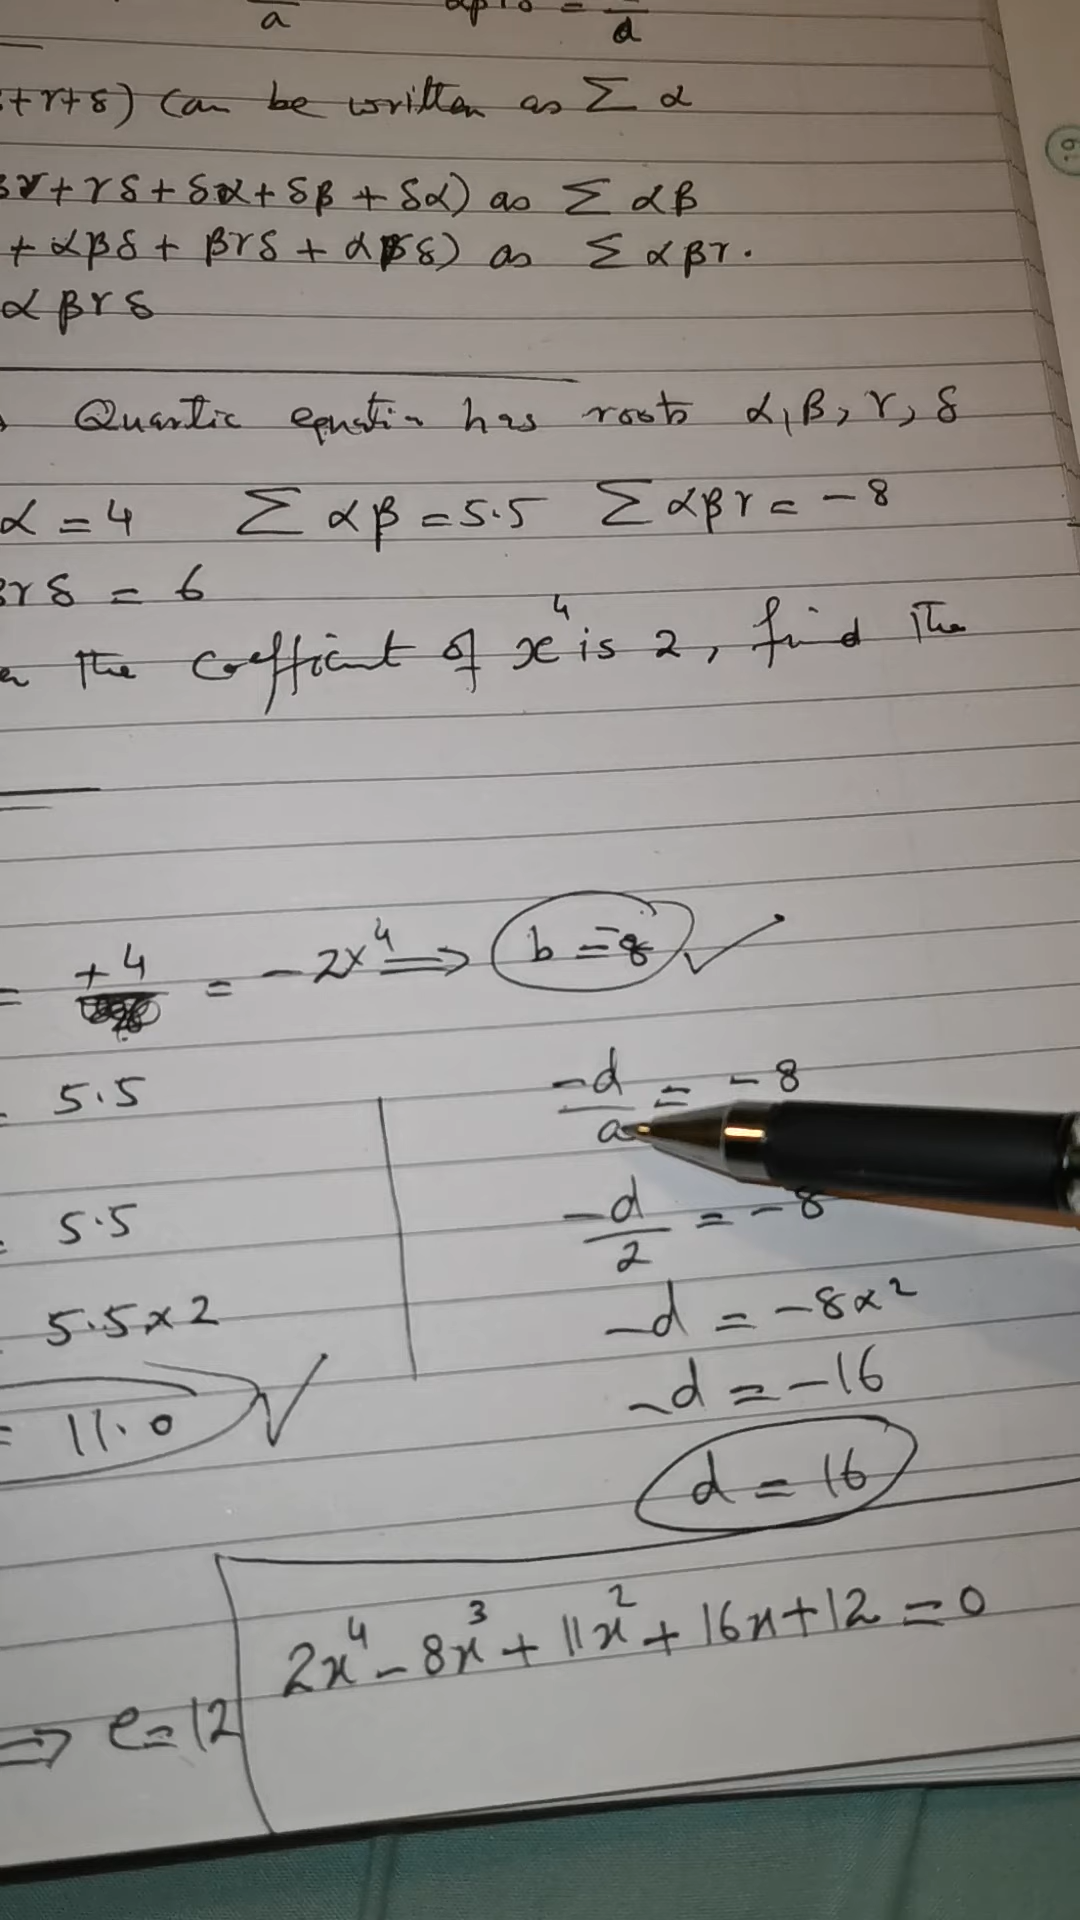 a αβγδ = — d
+γ+δ) can be written as Σ α
βγ+γδ+δα+δβ+δα) as Σ αβ
+ αβδ + βγδ + αβδ) as Σ αβγ.
αβγδ
Quartic equation has roots α, β, γ, δ
α = 4 Σ αβ = 5.5 Σ αβγ = -8
βγδ = 6
the coefficient of x⁴ is 2, find the
= +4 = -2×4 ⇒ b = -8 ✓
= 5.5
-d/a = -8
= 5.5
-d/2 = -8
= 5.5×2
-d = -8×2
-d = -16
= 11.0 ✓
d = 16
2x⁴ - 8x³ + 11x² + 16x + 12 = 0
⇒ e = 12